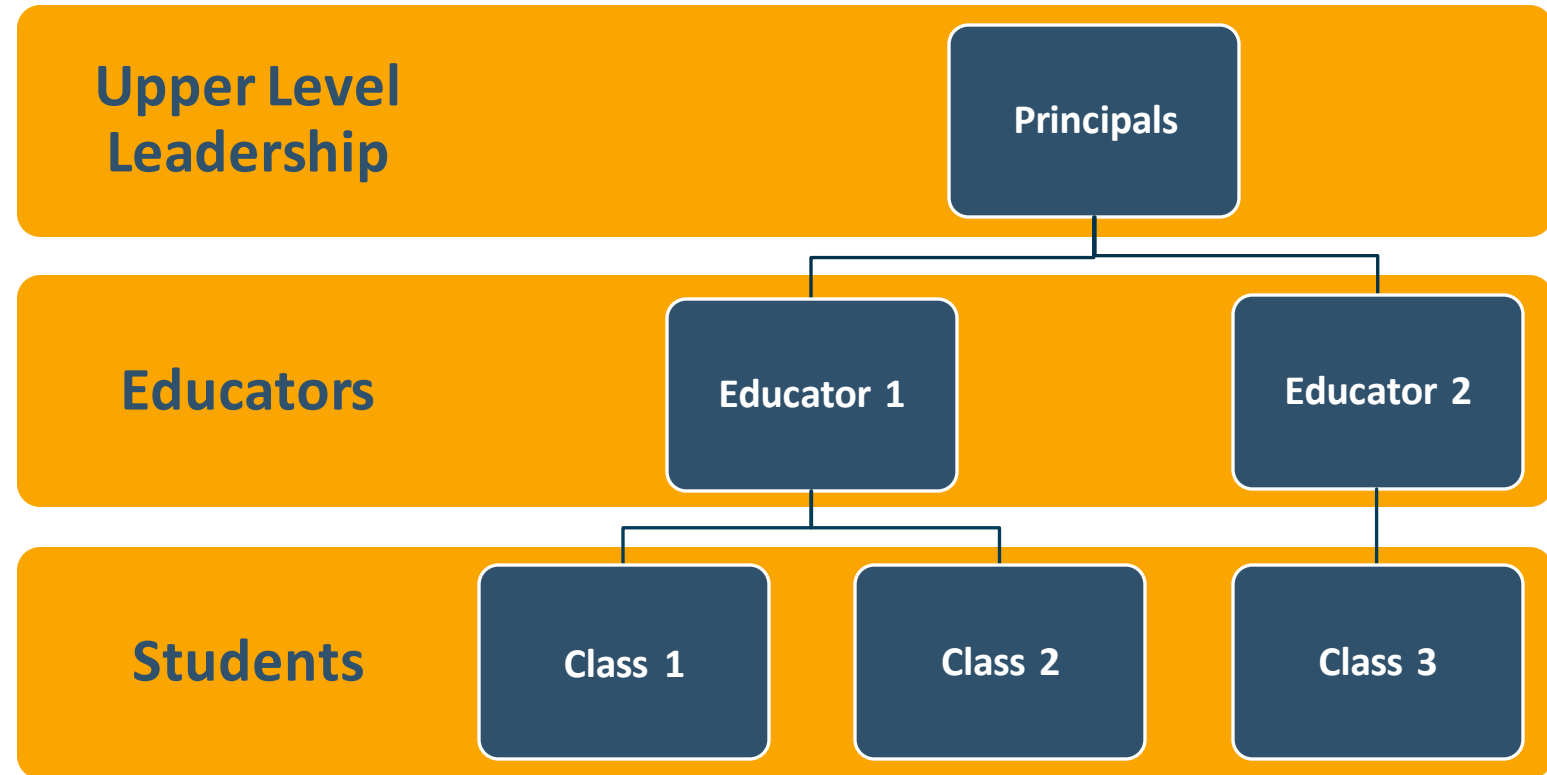 Upper Level
Leadership
Principals
Educators
Educator 1
Educator 2
Students
Class 1
Class 2
Class 3